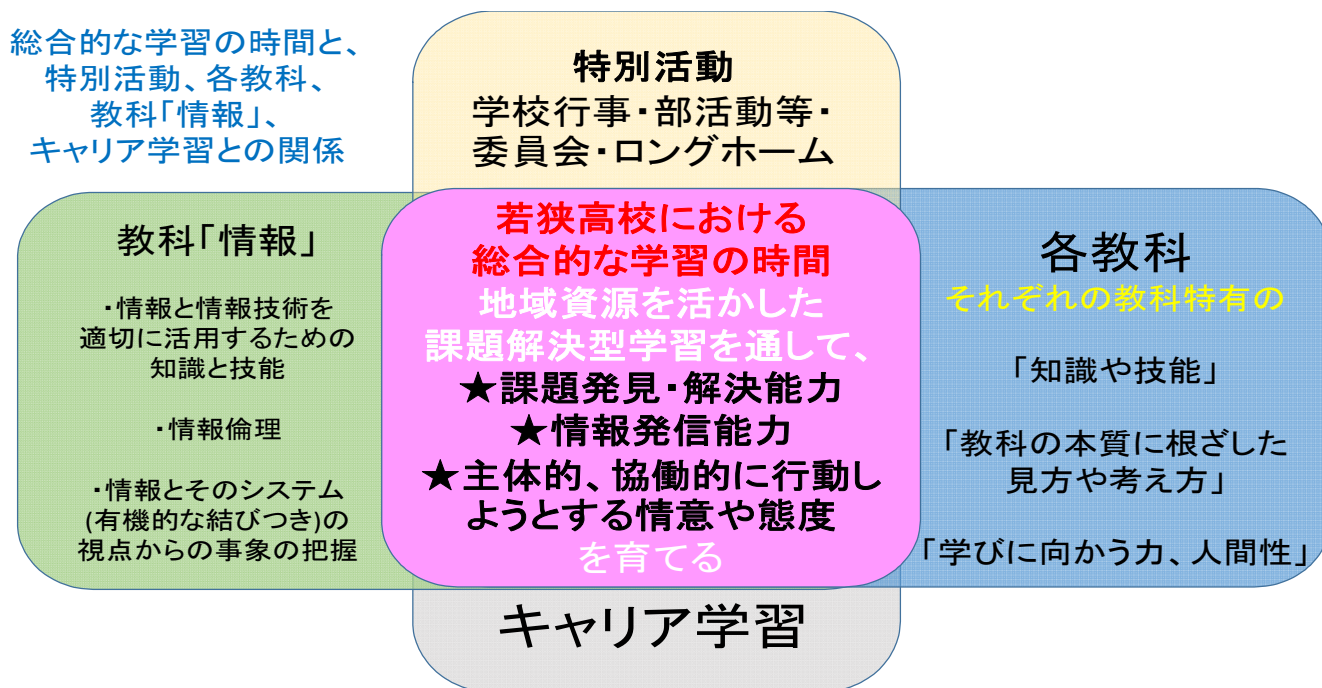 総合的な学習の時間と、
特別活動、各教科、
教科「情報」、
キャリア学習との関係
特別活動
学校行事・部活動等・
委員会・ロングホーム
教科「情報」
・情報と情報技術を
適切に活用するための
知識と技能
・情報倫理
・情報とそのシステム
(有機的な結びつき)の
視点からの事象の把握
若狭高校における
総合的な学習の時間
地域資源を活かした
課題解決型学習を通して、
★課題発見・解決能力
★情報発信能力
★主体的、協働的に行動し
ようとする情意や態度
を育てる
各教科
それぞれの教科特有の
「知識や技能」
「教科の本質に根ざした
見方や考え方」
「学びに向かう力、人間性」
キャリア学習